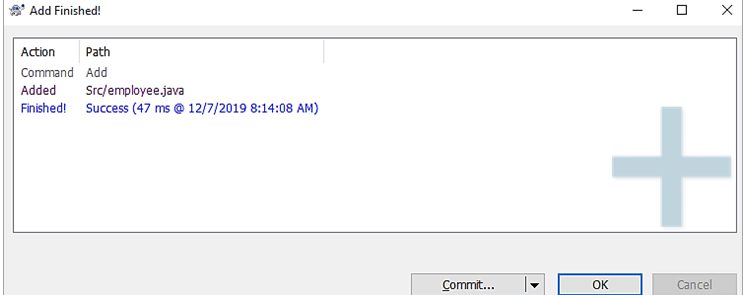 Add Finished!
Action Path
Command Add
Added Src/employee.java
Finished! Success (47 ms @ 12/7/2019 8:14:08 AM)
Commit... OK Cancel